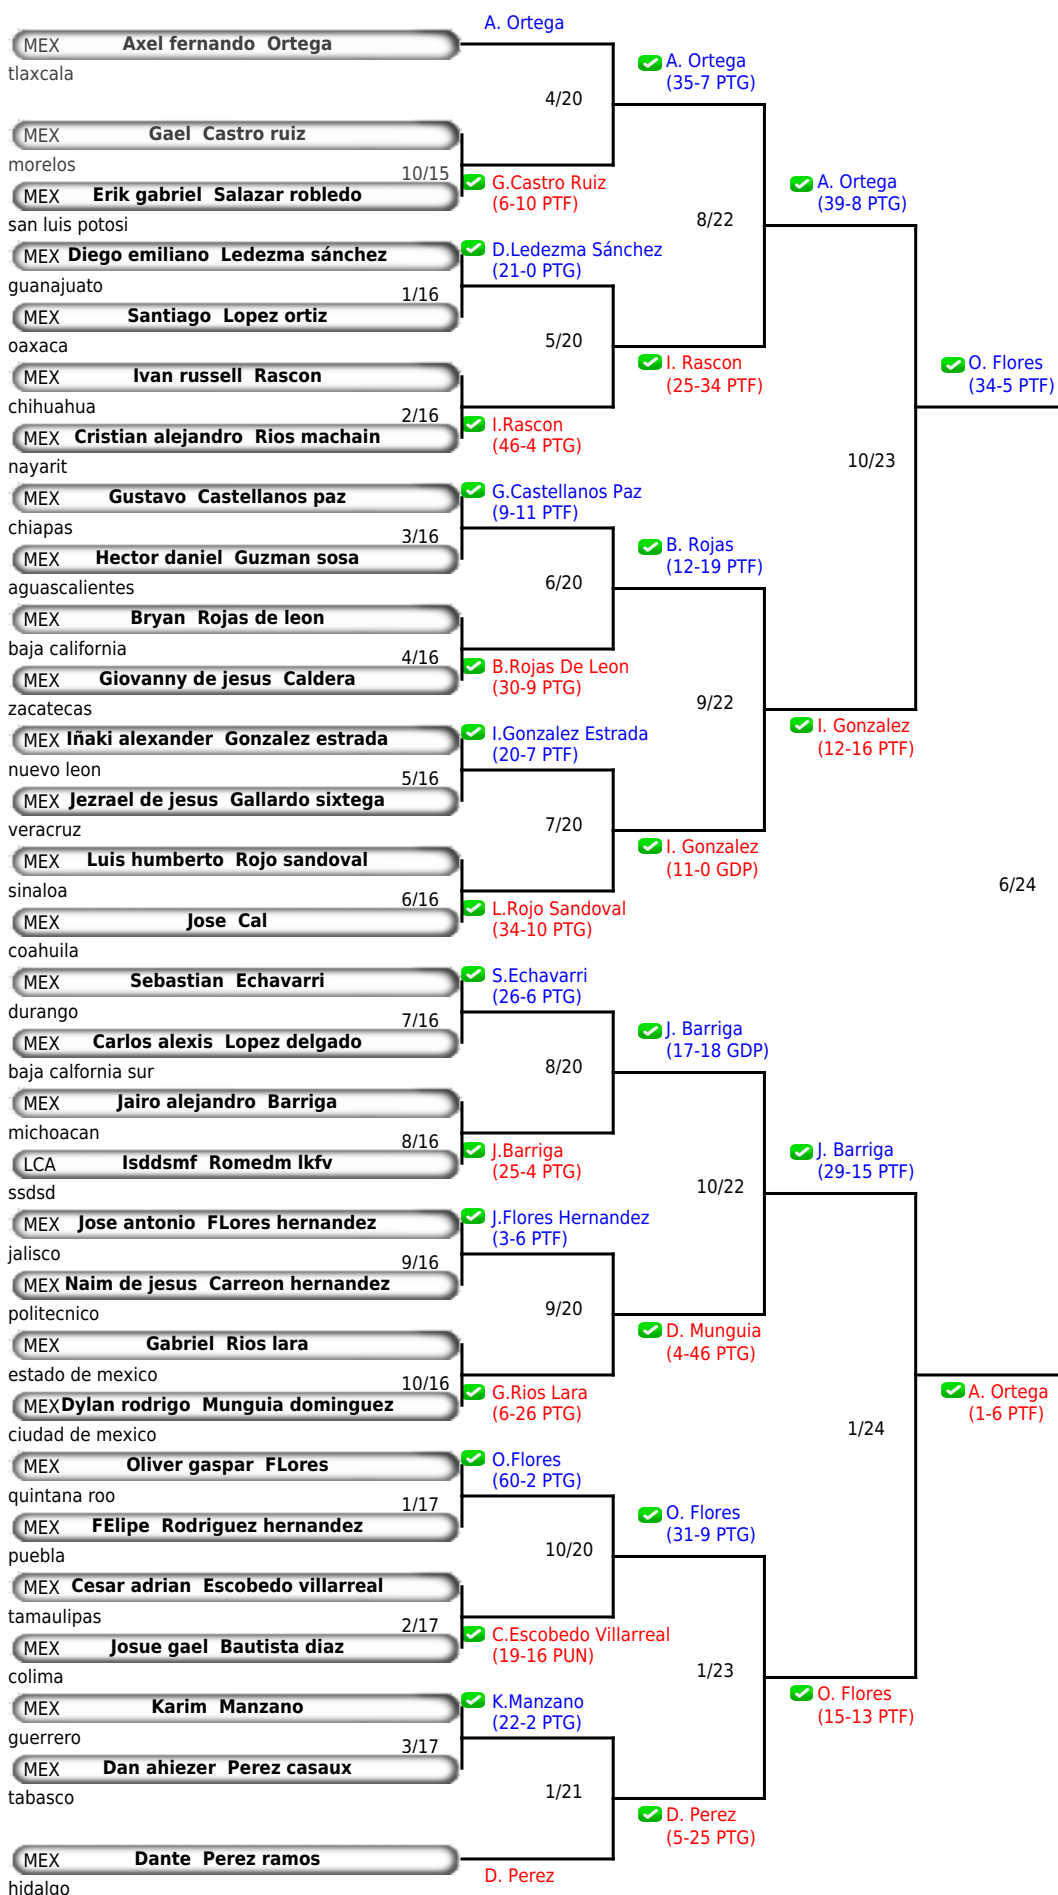 A. Ortega
MEX Axel fernando Ortega
tlaxcala
A. Ortega
(35-7 PTG)
4/20
MEX Gael Castro ruiz
morelos
10/15
G.Castro Ruiz
(6-10 PTF)
MEX Erik gabriel Salazar robledo
san luis potosi
A. Ortega
(39-8 PTG)
8/22
MEX Diego emiliano Ledezma sánchez
D.Ledezma Sánchez
(21-0 PTG)
guanajuato
1/16
MEX Santiago Lopez ortiz
oaxaca
5/20
I. Rascon
(25-34 PTF)
O. Flores
(34-5 PTF)
MEX Ivan russell Rascon
chihuahua
2/16
I.Rascon
(46-4 PTG)
MEX Cristian alejandro Rios machain
nayarit
10/23
MEX Gustavo Castellanos paz
G.Castellanos Paz
(9-11 PTF)
chiapas
3/16
MEX Hector daniel Guzman sosa
aguascalientes
B. Rojas
(12-19 PTF)
6/20
MEX Bryan Rojas de leon
baja california
4/16
B.Rojas De Leon
(30-9 PTG)
MEX Giovanny de jesus Caldera
zacatecas
9/22
I. Gonzalez
(12-16 PTF)
MEX Iñaki alexander Gonzalez estrada
I.Gonzalez Estrada
(20-7 PTF)
nuevo leon
5/16
MEX Jezrael de jesus Gallardo sixtega
veracruz
7/20
I. Gonzalez
(11-0 GDP)
MEX Luis humberto Rojo sandoval
sinaloa
6/16
L.Rojo Sandoval
(34-10 PTG)
6/24
MEX Jose Cal
coahuila
MEX Sebastian Echavarri
S.Echavarri
(26-6 PTG)
durango
7/16
MEX Carlos alexis Lopez delgado
baja calfornia sur
J. Barriga
(17-18 GDP)
8/20
MEX Jairo alejandro Barriga
michoacan
8/16
J.Barriga
(25-4 PTG)
LCA Isddsmf Romedm lkfv
ssdsd
J. Barriga
(29-15 PTF)
10/22
MEX Jose antonio FLores hernandez
J.Flores Hernandez
(3-6 PTF)
jalisco
9/16
MEX Naim de jesus Carreon hernandez
politecnico
9/20
D. Munguia
(4-46 PTG)
MEX Gabriel Rios lara
estado de mexico
10/16
G.Rios Lara
(6-26 PTG)
MEX Dylan rodrigo Munguia dominguez
ciudad de mexico
A. Ortega
(1-6 PTF)
1/24
MEX Oliver gaspar FLores
O.Flores
(60-2 PTG)
quintana roo
1/17
MEX FElipe Rodriguez hernandez
puebla
O. Flores
(31-9 PTG)
10/20
MEX Cesar adrian Escobedo villarreal
tamaulipas
2/17
C.Escobedo Villarreal
(19-16 PUN)
MEX Josue gael Bautista diaz
colima
1/23
O. Flores
(15-13 PTF)
MEX Karim Manzano
K.Manzano
(22-2 PTG)
guerrero
3/17
MEX Dan ahiezer Perez casaux
tabasco
1/21
D. Perez
(5-25 PTG)
MEX Dante Perez ramos
D. Perez
hidalgo